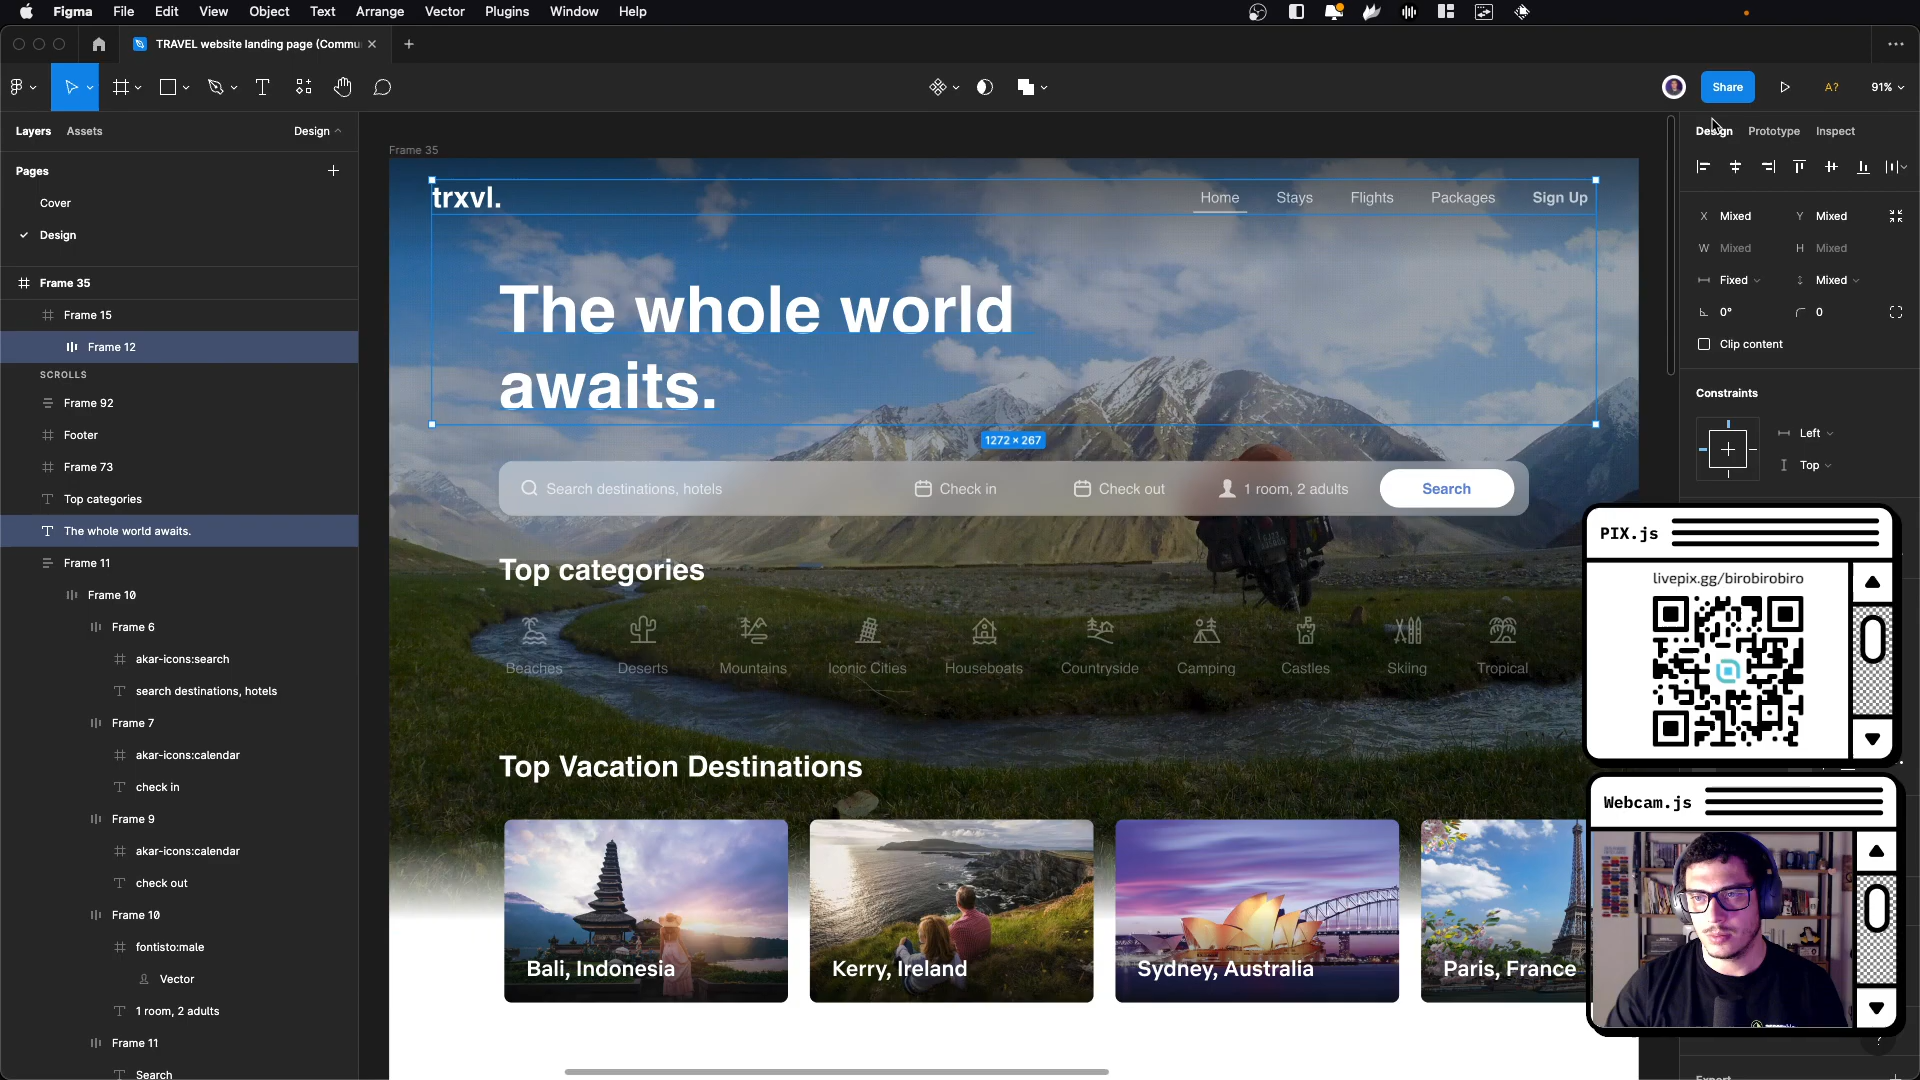 Figma File Edit View Object Text Arrange Vector Plugins Window Help
TRAVEL website landing page (Commu
Share A? 91%
Layers Assets Design
Pages
Cover
Design
Frame 35
Frame 15
Frame 12
SCROLLS
Frame 92
Footer
Frame 73
Top categories
The whole world awaits.
Frame 11
Frame 10
Frame 6
akar-icons:search
search destinations, hotels
Frame 7
akar-icons:calendar
check in
Frame 9
akar-icons:calendar
check out
Frame 10
fontisto:male
Vector
1 room, 2 adults
Frame 11
Search
Frame 35
trxvl.
Home Stays Flights Packages Sign Up
The whole world
awaits.
1272 × 267
Search destinations, hotels Check in Check out 1 room, 2 adults Search
Top categories
Beaches Deserts Mountains Iconic Cities Houseboats Countryside Camping Castles Skiing Tropical
Top Vacation Destinations
Bali, Indonesia Kerry, Ireland Sydney, Australia Paris, France
Design Prototype Inspect
X Mixed Y Mixed
W Mixed H Mixed
Fixed Mixed
0° 0
Clip content
Constraints
Left
Top
PIX.js
livepix.gg/birobirobiro
Webcam.js
?
Export